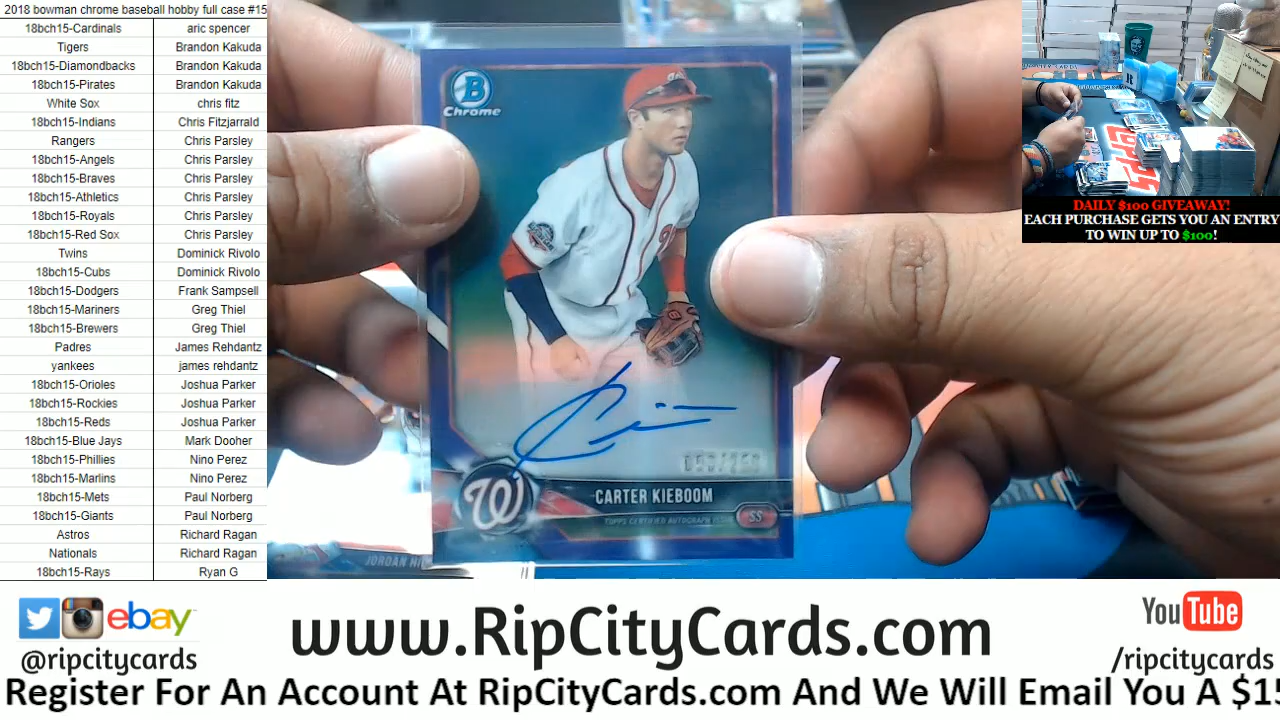 2018 bowman chrome baseball hobby full case #15
18bch15-Cardinals aric spencer
Tigers Brandon Kakuda
18bch15-Diamondbacks Brandon Kakuda
18bch15-Pirates Brandon Kakuda
White Sox chris fitz
18bch15-Indians Chris Fitzjarrald
Rangers Chris Parsley
18bch15-Angels Chris Parsley
18bch15-Braves Chris Parsley
18bch15-Athletics Chris Parsley
18bch15-Royals Chris Parsley
18bch15-Red Sox Chris Parsley
Twins Dominick Rivolo
18bch15-Cubs Dominick Rivolo
18bch15-Dodgers Frank Sampsell
18bch15-Mariners Greg Thiel
18bch15-Brewers Greg Thiel
Padres James Rehdantz
yankees james rehdantz
18bch15-Orioles Joshua Parker
18bch15-Rockies Joshua Parker
18bch15-Reds Joshua Parker
18bch15-Blue Jays Mark Dooher
18bch15-Phillies Nino Perez
18bch15-Marlins Nino Perez
18bch15-Mets Paul Norberg
18bch15-Giants Paul Norberg
Astros Richard Ragan
Nationals Richard Ragan
18bch15-Rays Ryan G
B
Chrome
W
CARTER KIEBOOM
TOPPS CERTIFIED AUTOGRAPH ISSUE
SS
JORDAN
TOPPS
DAILY $100 GIVEAWAY!
EACH PURCHASE GETS YOU AN ENTRY
TO WIN UP TO $100!
ebay
@ripcitycards
www.RipCityCards.com
YouTube
/ripcitycards
Register For An Account At RipCityCards.com And We Will Email You A $15